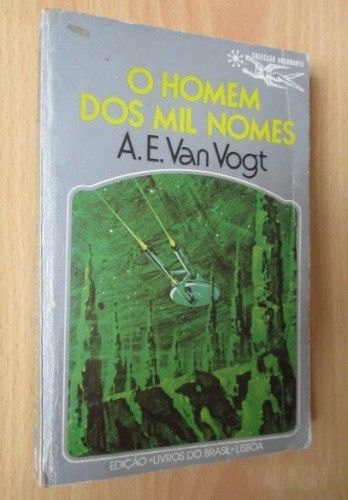 COLECÇÃO ARGONAUTA
O HOMEM
DOS MIL NOMES
A.E. Van Vogt
EDIÇÃO «LIVROS DO BRASIL» LISBOA